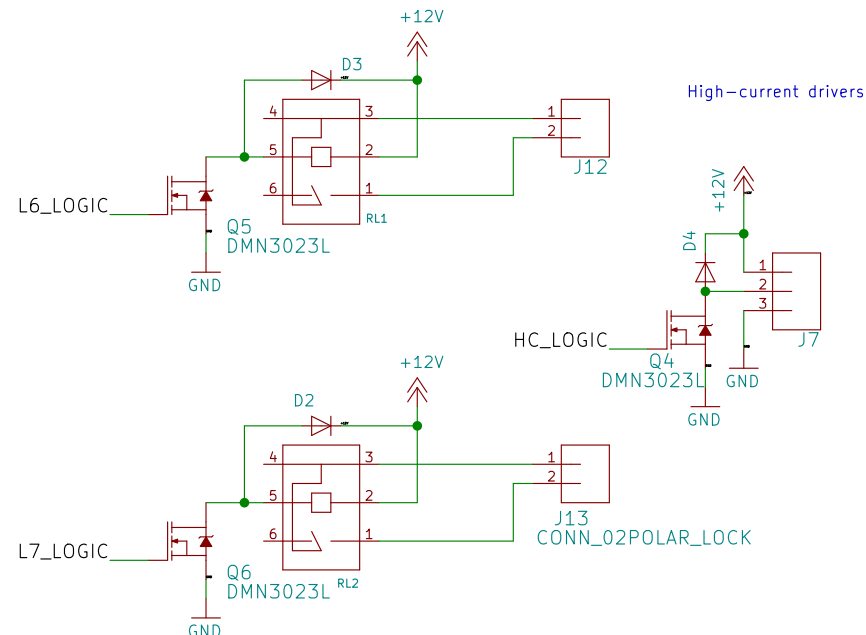 +12V
D3
High-current drivers
4
3
1
5
2
2
J12
6
1
L6_LOGIC
Q5
RL1
DMN3023L
GND
+12V
D4
1
2
3
HC_LOGIC
J7
Q4
DMN3023L
GND
GND
+12V
D2
4
3
1
5
2
2
J13
6
1
CONN_02POLAR_LOCK
L7_LOGIC
Q6
RL2
DMN3023L
GND